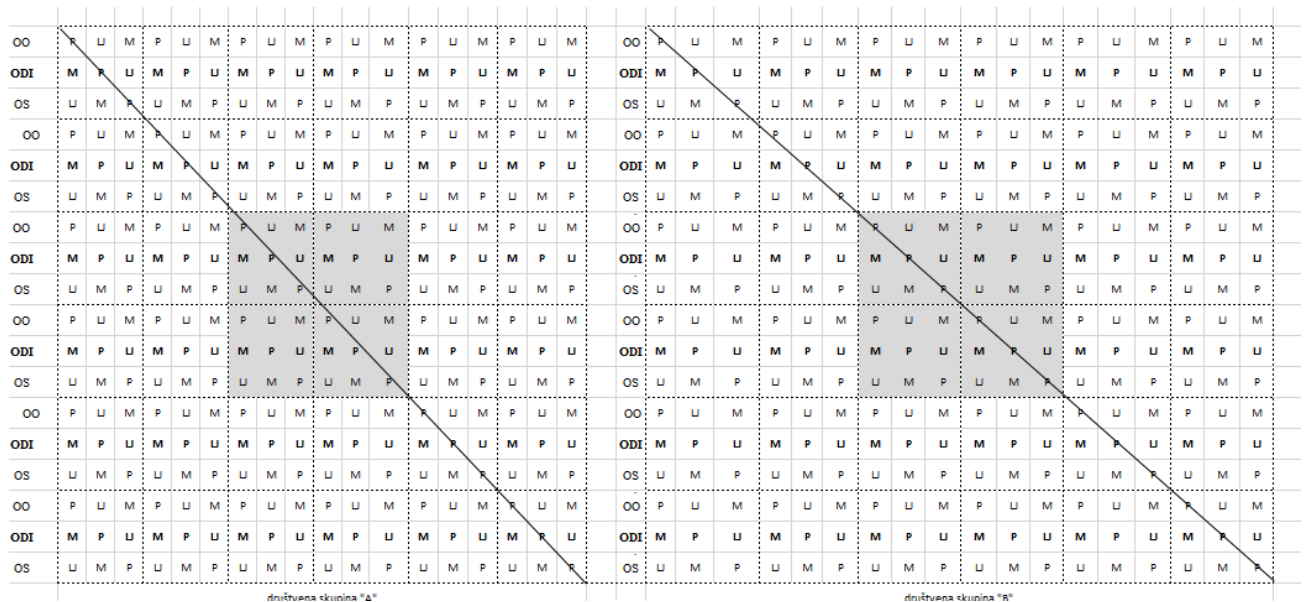 OO P U M P U M P U M P U M P U M P U M OO P U M P U M P U M P U M P U M P U M
ODI M P U M P U M P U M P U M P U M P U ODI M P U M P U M P U M P U M P U M P U
OS U M P U M P U M P U M P U M P U M P OS U M P U M P U M P U M P U M P U M P
OO P U M P U M P U M P U M P U M P U M OO P U M P U M P U M P U M P U M P U M
ODI M P U M P U M P U M P U M P U M P U ODI M P U M P U M P U M P U M P U M P U
OS U M P U M P U M P U M P U M P U M P OS U M P U M P U M P U M P U M P U M P
OO P U M P U M P U M P U M P U M P U M OO P U M P U M P U M P U M P U M P U M
ODI M P U M P U M P U M P U M P U M P U ODI M P U M P U M P U M P U M P U M P U
OS U M P U M P U M P U M P U M P U M P OS U M P U M P U M P U M P U M P U M P
OO P U M P U M P U M P U M P U M P U M OO P U M P U M P U M P U M P U M P U M
ODI M P U M P U M P U M P U M P U M P U ODI M P U M P U M P U M P U M P U M P U
OS U M P U M P U M P U M P U M P U M P OS U M P U M P U M P U M P U M P U M P
OO P U M P U M P U M P U M P U M P U M OO P U M P U M P U M P U M P U M P U M
ODI M P U M P U M P U M P U M P U M P U ODI M P U M P U M P U M P U M P U M P U
OS U M P U M P U M P U M P U M P U M P OS U M P U M P U M P U M P U M P U M P
OO P U M P U M P U M P U M P U M P U M OO P U M P U M P U M P U M P U M P U M
ODI M P U M P U M P U M P U M P U M P U ODI M P U M P U M P U M P U M P U M P U
OS U M P U M P U M P U M P U M P U M P OS U M P U M P U M P U M P U M P U M P
društvena skupina "A" društvena skupina "B"